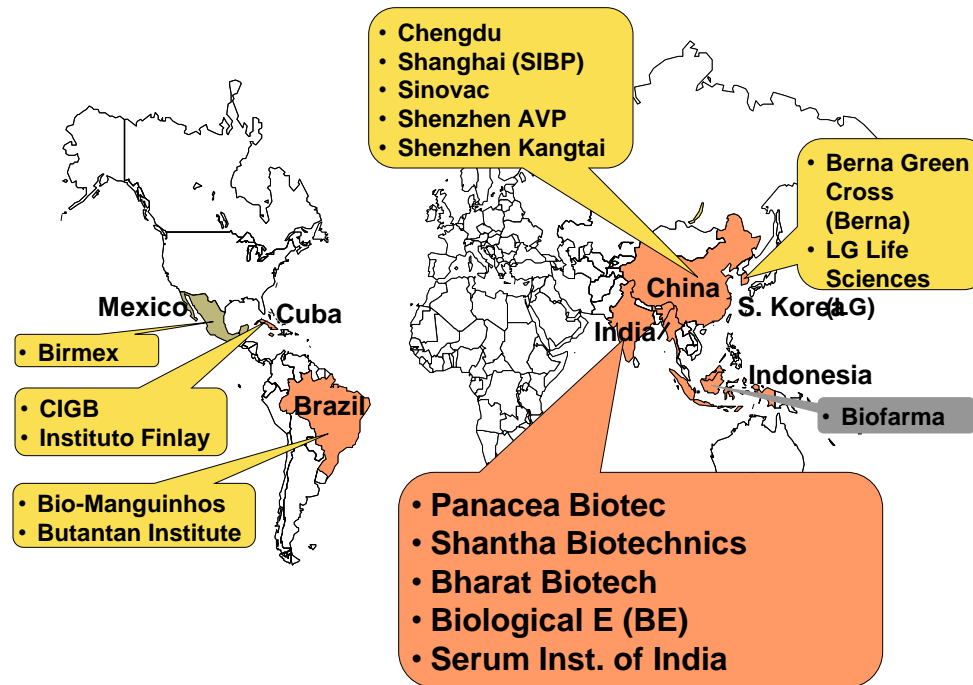 • Chengdu
• Shanghai (SIBP)
• Sinovac
• Shenzhen AVP
• Shenzhen Kangtai
• Berna Green
Cross
(Berna)
• LG Life
Sciences
(LG)
China
S. Korea
India
Mexico
Cuba
• Birmex
Indonesia
• Biofarma
• CIGB
• Instituto Finlay
Brazil
• Bio-Manguinhos
• Butantan Institute
• Panacea Biotec
• Shantha Biotechnics
• Bharat Biotech
• Biological E (BE)
• Serum Inst. of India